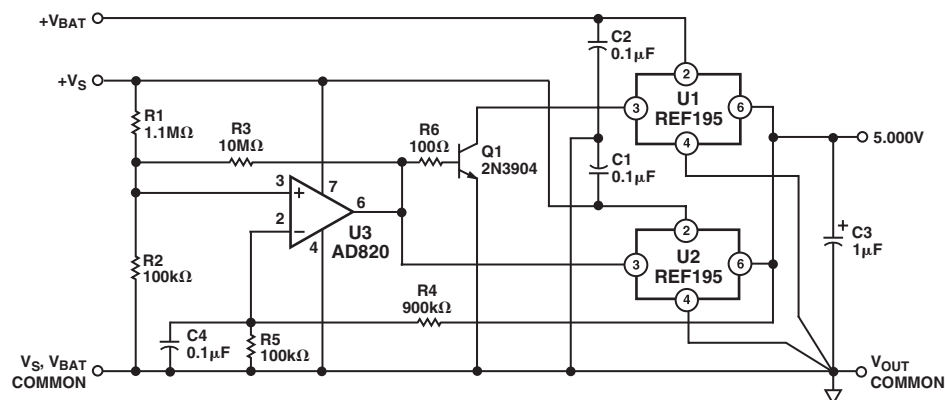 +VBAT
C2
0.1µF
2
U1
REF195
3
6
4
+VS
R1
1.1MΩ
R3
10MΩ
R6
100Ω
Q1
2N3904
5.000V
C1
0.1µF
3
7
6
2
4
U3
AD820
R2
100kΩ
2
U2
REF195
3
6
4
+
C3
1µF
R4
900kΩ
C4
0.1µF
R5
100kΩ
VS, VBAT
COMMON
VOUT
COMMON